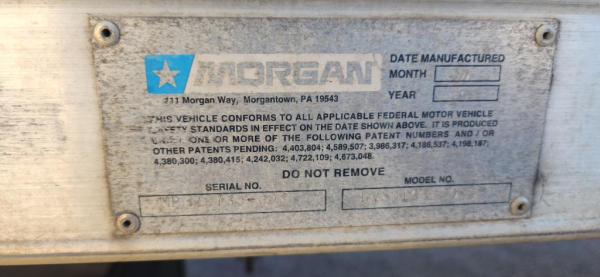 MORGAN
DATE MANUFACTURED
MONTH
YEAR
Morgan Way, Morgantown, PA 19543
THIS VEHICLE CONFORMS TO ALL APPLICABLE FEDERAL MOTOR VEHICLE
SAFETY STANDARDS IN EFFECT ON THE DATE SHOWN ABOVE. IT IS PRODUCED
UNDER ONE OR MORE OF THE FOLLOWING PATENT NUMBERS AND / OR
OTHER PATENTS PENDING: 4,403,804; 4,589,507; 3,986,317; 4,186,537; 4,198,187;
4,380,300; 4,380,415; 4,242,032; 4,722,109; 4,673,048.
DO NOT REMOVE
SERIAL NO.
MODEL NO.